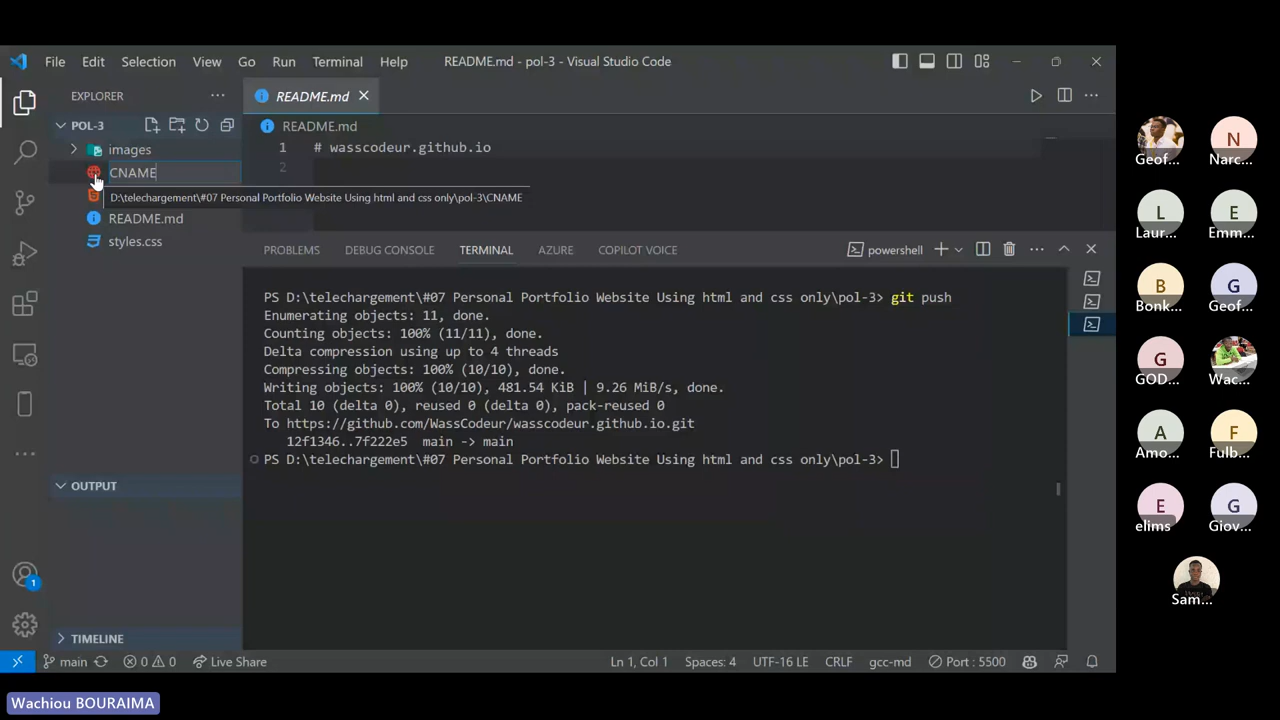 File Edit Selection View Go Run Terminal Help README.md - pol-3 - Visual Studio Code
EXPLORER ···
README.md
POL-3
README.md
images
1 # wasscodeur.github.io
2
CNAME
D:\telechargement\#07 Personal Portfolio Website Using html and css only\pol-3\CNAME
README.md
styles.css
PROBLEMS DEBUG CONSOLE TERMINAL AZURE COPILOT VOICE powershell
PS D:\telechargement\#07 Personal Portfolio Website Using html and css only\pol-3> git push
Enumerating objects: 11, done.
Counting objects: 100% (11/11), done.
Delta compression using up to 4 threads
Compressing objects: 100% (10/10), done.
Writing objects: 100% (10/10), 481.54 KiB | 9.26 MiB/s, done.
Total 10 (delta 0), reused 0 (delta 0), pack-reused 0
To https://github.com/WassCodeur/wasscodeur.github.io.git
12f1346..7f222e5 main -> main
PS D:\telechargement\#07 Personal Portfolio Website Using html and css only\pol-3>
OUTPUT
TIMELINE
1
main 0 0 Live Share Ln 1, Col 1 Spaces: 4 UTF-16 LE CRLF gcc-md Port : 5500
Geof... N Narc...
L Laur... E Emm...
B Bonk... G Geof...
G GOD... Wac...
A Amo... F Fulb...
E elims G Giov...
Sam...
Wachiou BOURAIMA